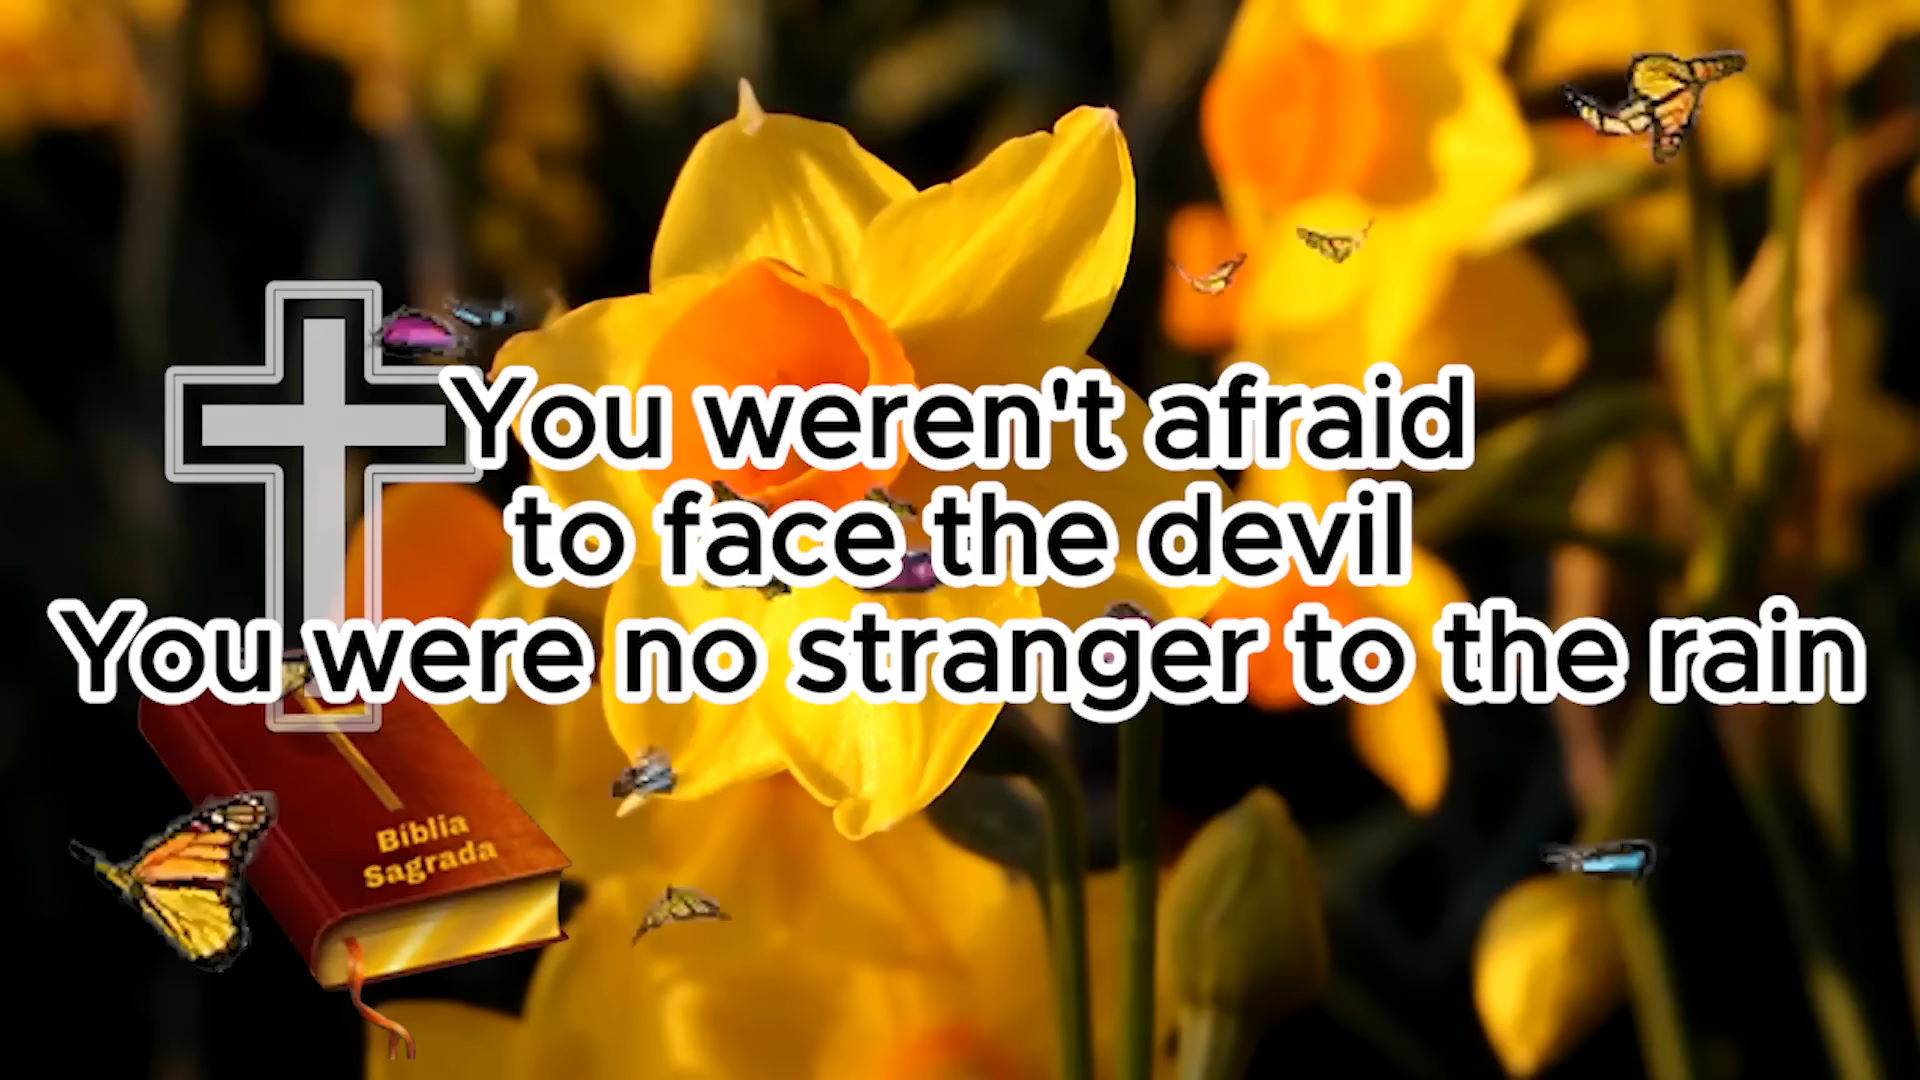 You weren't afraid
to face the devil
You were no stranger to the rain
Bíblia
Sagrada